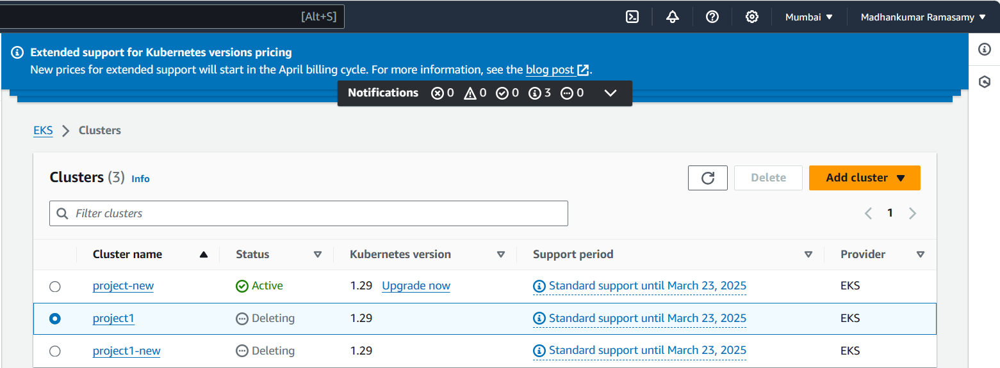 [Alt+S]
Mumbai
Madhankumar Ramasamy
Extended support for Kubernetes versions pricing
New prices for extended support will start in the April billing cycle. For more information, see the blog post.
Notifications 0 0 0 3 0
EKS Clusters
Clusters (3) Info
Delete
Add cluster
Filter clusters
1
Cluster name Status Kubernetes version Support period Provider
project-new Active 1.29 Upgrade now Standard support until March 23, 2025 EKS
project1 Deleting 1.29 Standard support until March 23, 2025 EKS
project1-new Deleting 1.29 Standard support until March 23, 2025 EKS